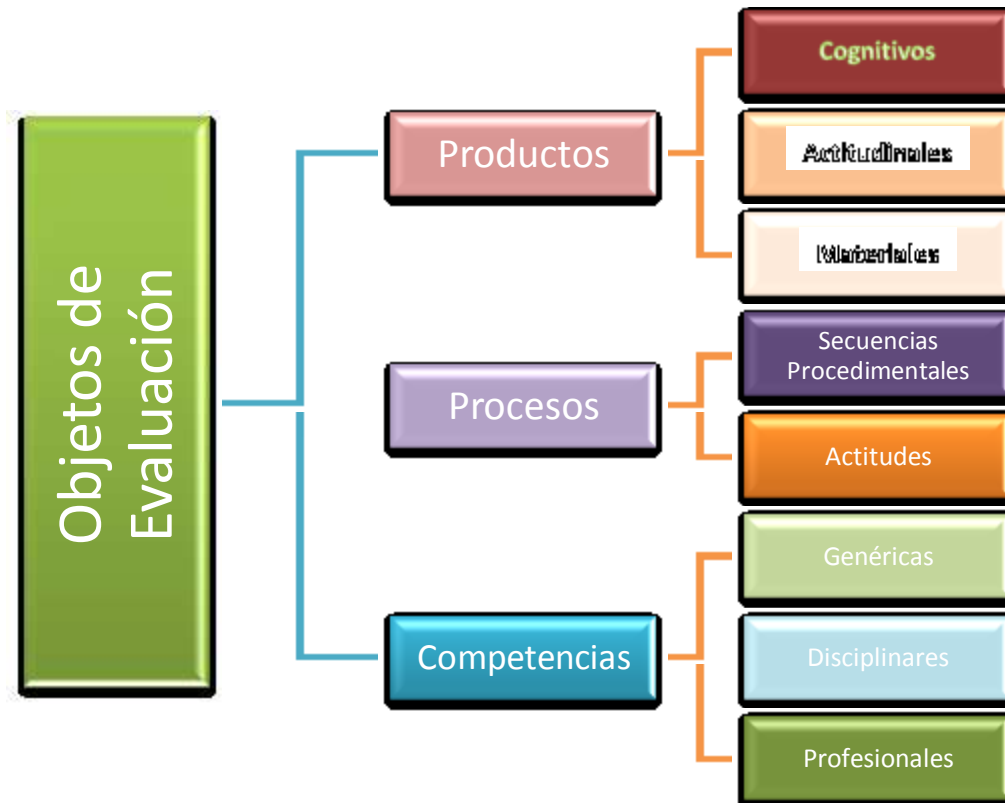 Objetos de
Evaluación
Productos
Cognitivos
Actitudinales
Materiales
Procesos
Secuencias
Procedimentales
Actitudes
Competencias
Genéricas
Disciplinares
Profesionales